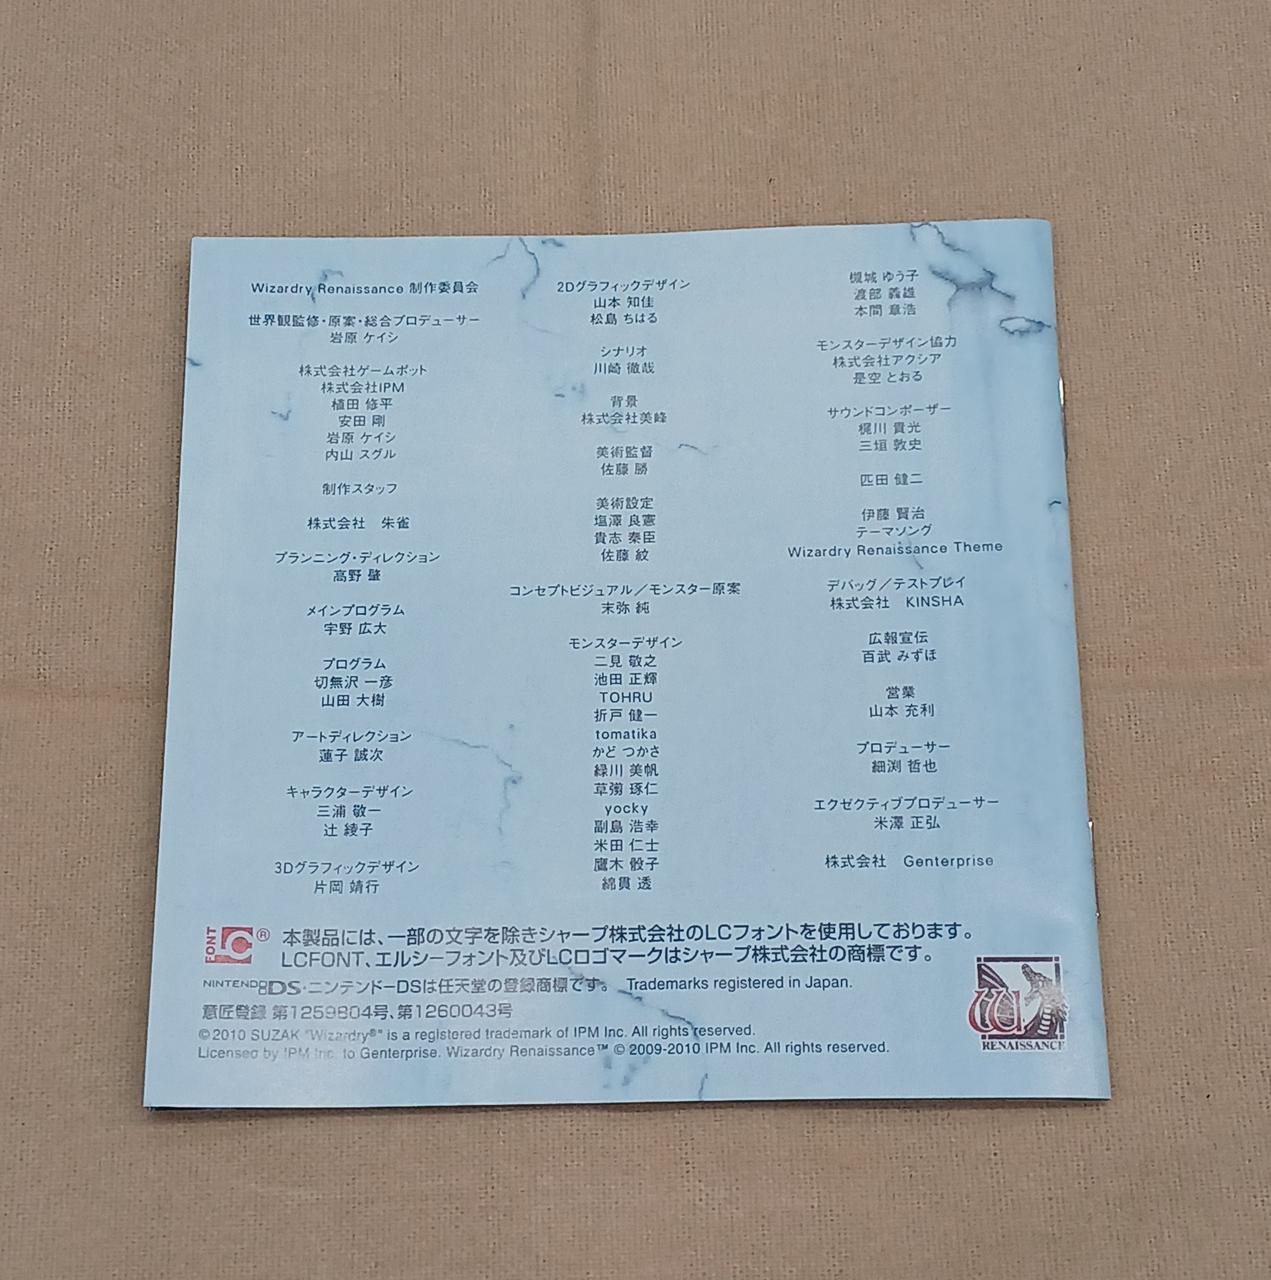 Wizardry Renaissance 制作委員会
世界観監修・原案・総合プロデューサー
岩原 ケイシ
株式会社ゲームポット
株式会社IPM
植田 修平
安田 剛
岩原 ケイシ
内山 スグル
制作スタッフ
株式会社 朱雀
プランニング・ディレクション
高野 肇
メインプログラム
宇野 広大
プログラム
切無沢 一彦
山田 大樹
アートディレクション
蓮子 誠次
キャラクターデザイン
三浦 敬一
辻 綾子
3Dグラフィックデザイン
片岡 靖行
2Dグラフィックデザイン
山本 知佳
松島 ちはる
シナリオ
川崎 徹哉
背景
株式会社美峰
美術監督
佐藤 勝
美術設定
塩澤 良憲
貴志 泰臣
佐藤 紋
コンセプトビジュアル／モンスター原案
末弥 純
モンスターデザイン
二見 敬之
池田 正輝
TOHRU
折戸 健一
tomatika
かど つかさ
緑川 美帆
草彅 琢仁
yocky
副島 浩幸
米田 仁士
鷹木 骰子
綿貫 透
槻城 ゆう子
渡部 義雄
本間 章浩
モンスターデザイン協力
株式会社アクシア
是空 とおる
サウンドコンポーザー
梶川 貴光
三垣 敦史
匹田 健二
伊藤 賢治
テーマソング
Wizardry Renaissance Theme
デバッグ／テストプレイ
株式会社 KINSHA
広報宣伝
百武 みずほ
営業
山本 充利
プロデューサー
細渕 哲也
エクゼクティブプロデューサー
米澤 正弘
株式会社 Genterprise
LC FONT ® 本製品には、一部の文字を除きシャープ株式会社のLCフォントを使用しております。
LCFONT、エルシーフォント及びLCロゴマークはシャープ株式会社の商標です。
NINTENDO DS・ニンテンドーDSは任天堂の登録商標です。 Trademarks registered in Japan.
意匠登録 第1259804号、第1260043号
©2010 SUZAK "Wizardry®" is a registered trademark of IPM Inc. All rights reserved.
Licensed by IPM Inc. to Genterprise. Wizardry Renaissance™ © 2009-2010 IPM Inc. All rights reserved.
W
RENAISSANCE